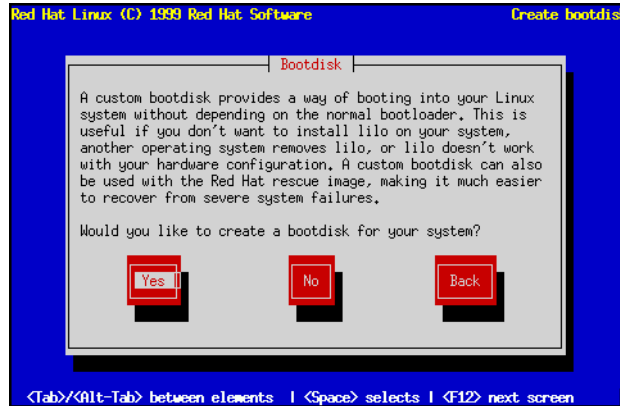 Red Hat Linux (C) 1999 Red Hat Software Create bootdis
Bootdisk
A custom bootdisk provides a way of booting into your Linux
system without depending on the normal bootloader. This is
useful if you don't want to install lilo on your system,
another operating system removes lilo, or lilo doesn't work
with your hardware configuration. A custom bootdisk can also
be used with the Red Hat rescue image, making it much easier
to recover from severe system failures.
Would you like to create a bootdisk for your system?
Yes No Back
<Tab>/<Alt-Tab> between elements | <Space> selects | <F12> next screen